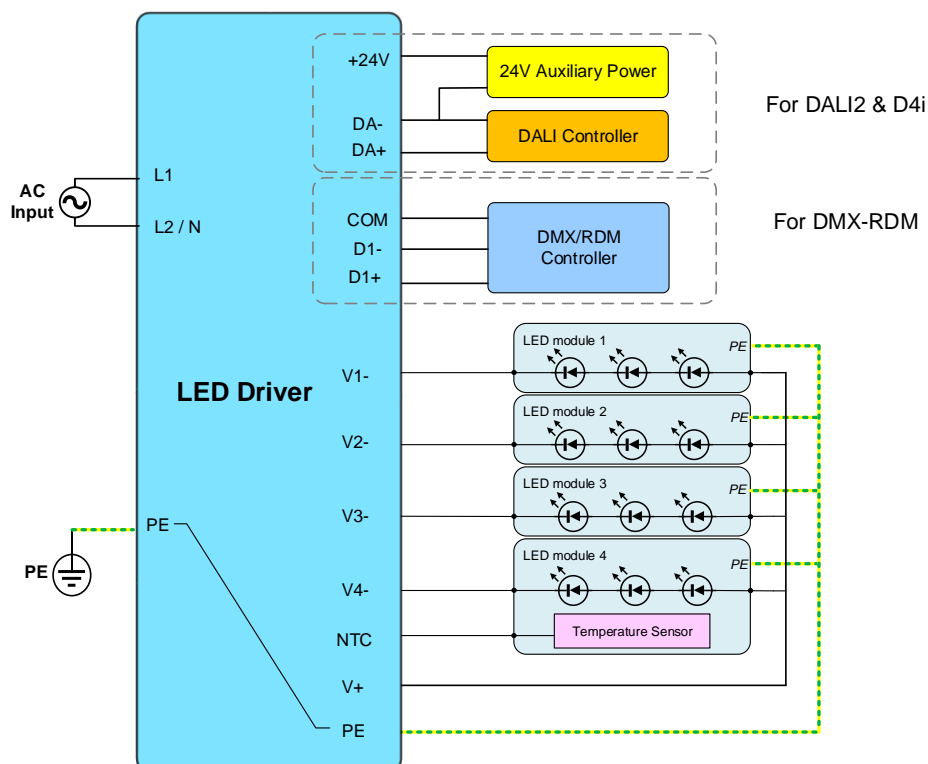 +24V
24V Auxiliary Power
DA-
DA+
DALI Controller
For DALI2 & D4i
AC
Input
L1
L2 / N
COM
D1-
D1+
DMX/RDM
Controller
For DMX-RDM
LED Driver
V1-
LED module 1
PE
V2-
LED module 2
PE
V3-
LED module 3
PE
V4-
LED module 4
PE
NTC
Temperature Sensor
V+
PE
PE
PE